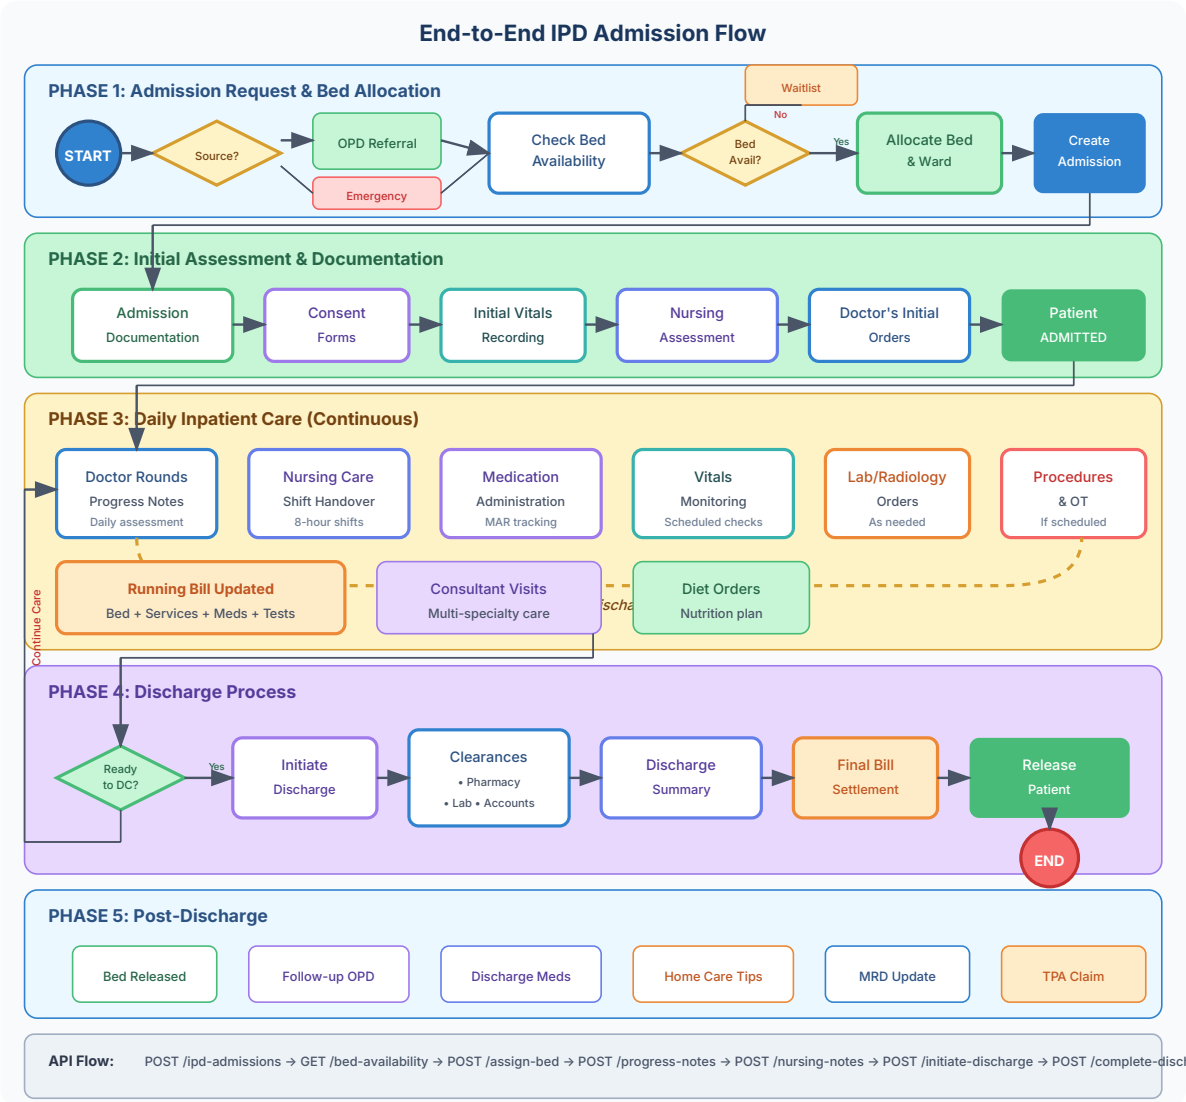 End-to-End IPD Admission Flow
PHASE 1: Admission Request & Bed Allocation
START
Source?
OPD Referral
Emergency
Check Bed
Availability
Bed
Avail?
Waitlist
No
Yes
Allocate Bed
& Ward
Create
Admission
PHASE 2: Initial Assessment & Documentation
Admission
Documentation
Consent
Forms
Initial Vitals
Recording
Nursing
Assessment
Doctor's Initial
Orders
Patient
ADMITTED
PHASE 3: Daily Inpatient Care (Continuous)
Doctor Rounds
Progress Notes
Daily assessment
Nursing Care
Shift Handover
8-hour shifts
Medication
Administration
MAR tracking
Vitals
Monitoring
Scheduled checks
Lab/Radiology
Orders
As needed
Procedures
& OT
If scheduled
Running Bill Updated
Bed + Services + Meds + Tests
Consultant Visits
Multi-specialty care
Diet Orders
Nutrition plan
Continue Care
PHASE 4: Discharge Process
Ready
to DC?
Yes
Initiate
Discharge
Clearances
• Pharmacy
• Lab • Accounts
Discharge
Summary
Final Bill
Settlement
Release
Patient
END
PHASE 5: Post-Discharge
Bed Released
Follow-up OPD
Discharge Meds
Home Care Tips
MRD Update
TPA Claim
API Flow:
POST /ipd-admissions → GET /bed-availability → POST /assign-bed → POST /progress-notes → POST /nursing-notes → POST /initiate-discharge → POST